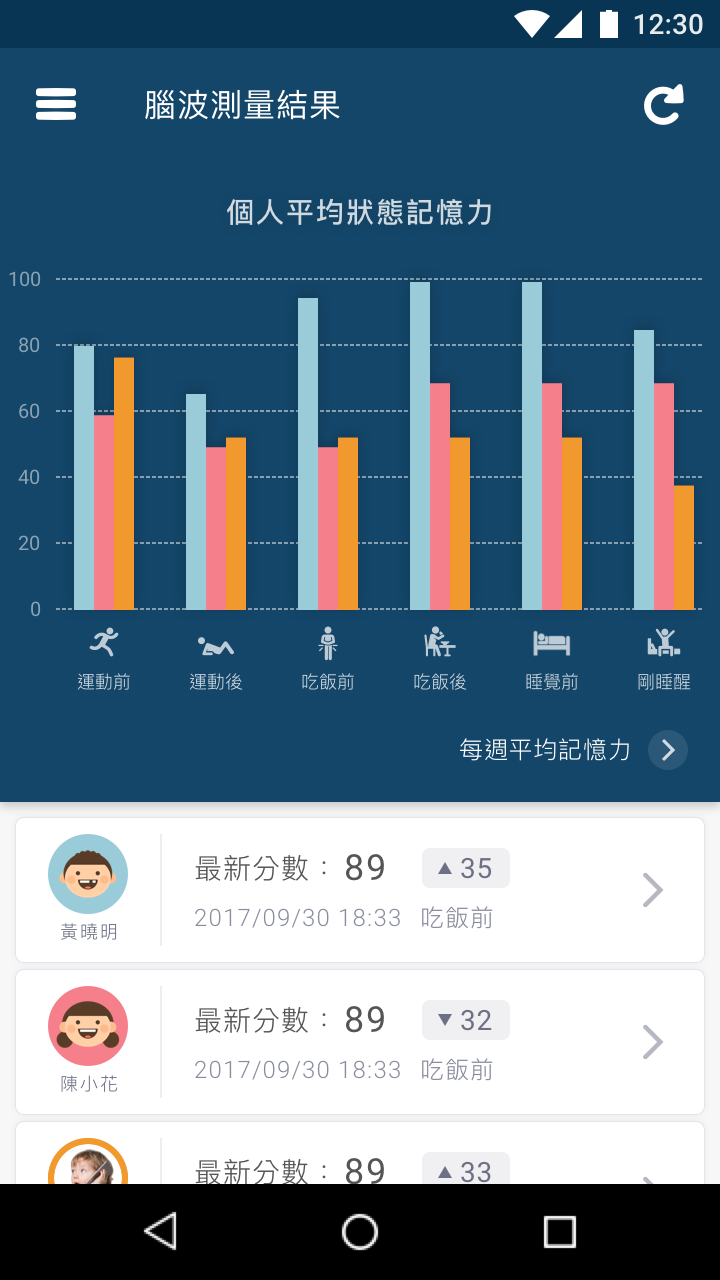 12:30
腦波測量結果
個人平均狀態記憶力
100
80
60
40
20
0
運動前 運動後 吃飯前 吃飯後 睡覺前 剛睡醒
每週平均記憶力
最新分數： 89 ▲ 35
黃曉明 2017/09/30 18:33 吃飯前
最新分數： 89 ▼ 32
陳小花 2017/09/30 18:33 吃飯前
最新分數： 89 ▲ 33